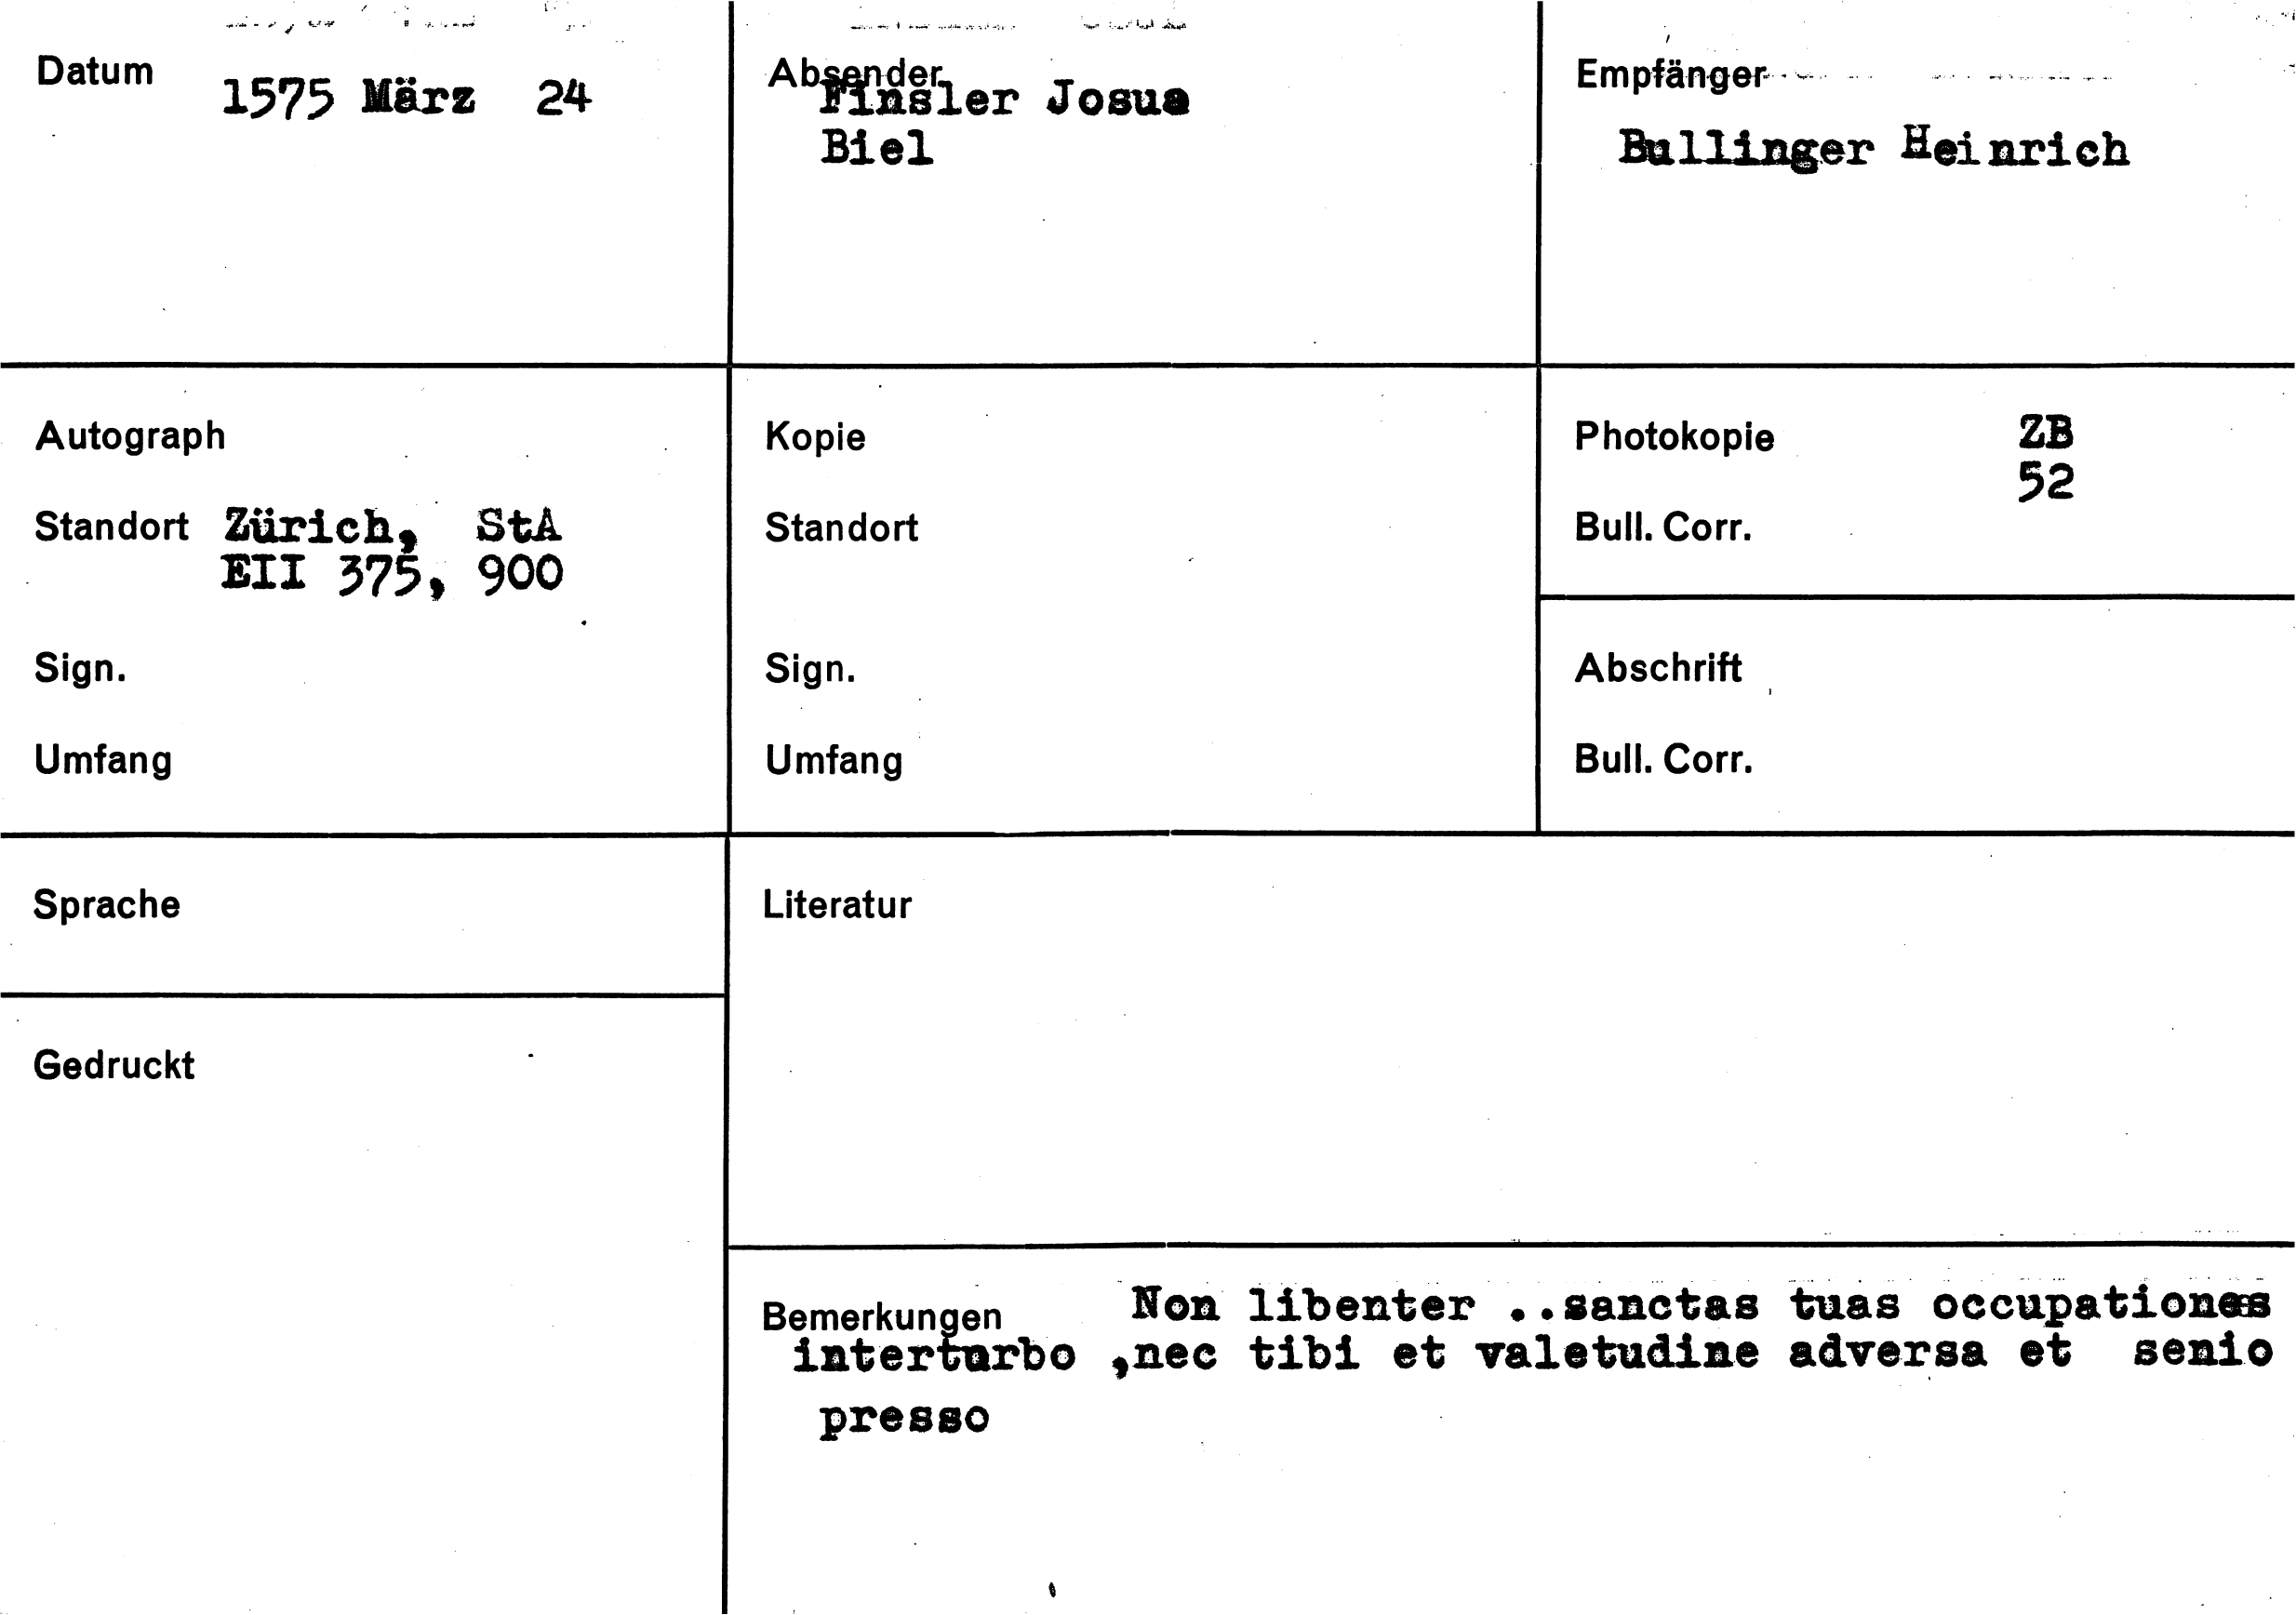 Datum 1575 März 24
Absender Finsler Josua
Biel
Empfänger
Bullinger Heinrich
Autograph
Standort Zürich, StA
EII 375, 900
Sign.
Umfang
Kopie
Standort
Sign.
Umfang
Photokopie ZB
52
Bull. Corr.
Abschrift
Bull. Corr.
Sprache
Gedruckt
Literatur
Bemerkungen Non libenter ..sanctas tuas occupationes
interturbo ,nec tibi et valetudine adversa et senio
presso